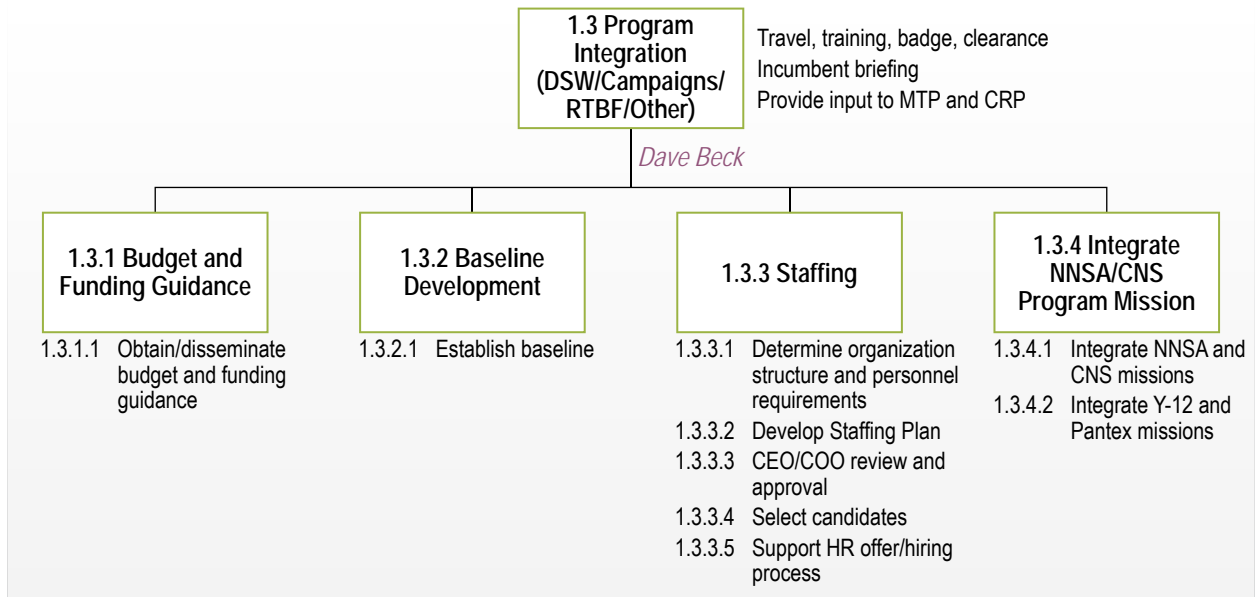 1.3 Program
Integration
(DSW/Campaigns/
RTBF/Other)
Travel, training, badge, clearance
Incumbent briefing
Provide input to MTP and CRP
Dave Beck
1.3.1 Budget and
Funding Guidance
1.3.1.1 Obtain/disseminate
budget and funding
guidance
1.3.2 Baseline
Development
1.3.2.1 Establish baseline
1.3.3 Staffing
1.3.3.1 Determine organization
structure and personnel
requirements
1.3.3.2 Develop Staffing Plan
1.3.3.3 CEO/COO review and
approval
1.3.3.4 Select candidates
1.3.3.5 Support HR offer/hiring
process
1.3.4 Integrate
NNSA/CNS
Program Mission
1.3.4.1 Integrate NNSA and
CNS missions
1.3.4.2 Integrate Y-12 and
Pantex missions